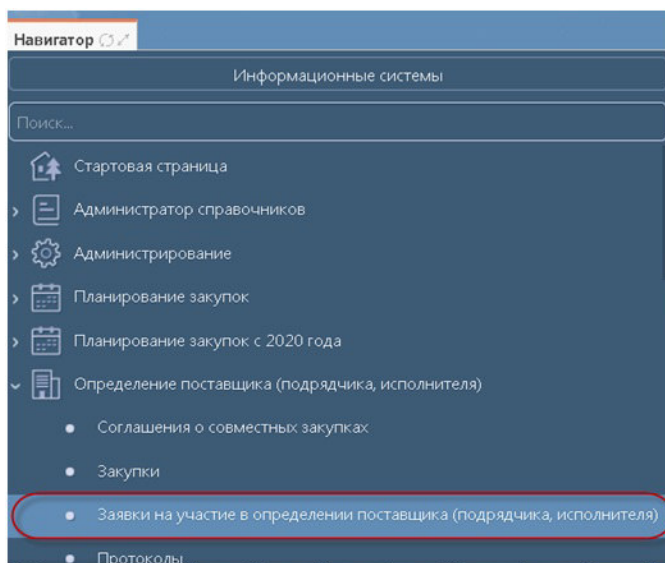 Навигатор
Информационные системы
Поиск...
Стартовая страница
Администратор справочников
Администрирование
Планирование закупок
Планирование закупок с 2020 года
Определение поставщика (подрядчика, исполнителя)
Соглашения о совместных закупках
Закупки
Заявки на участие в определении поставщика (подрядчика, исполнителя)
Протоколы